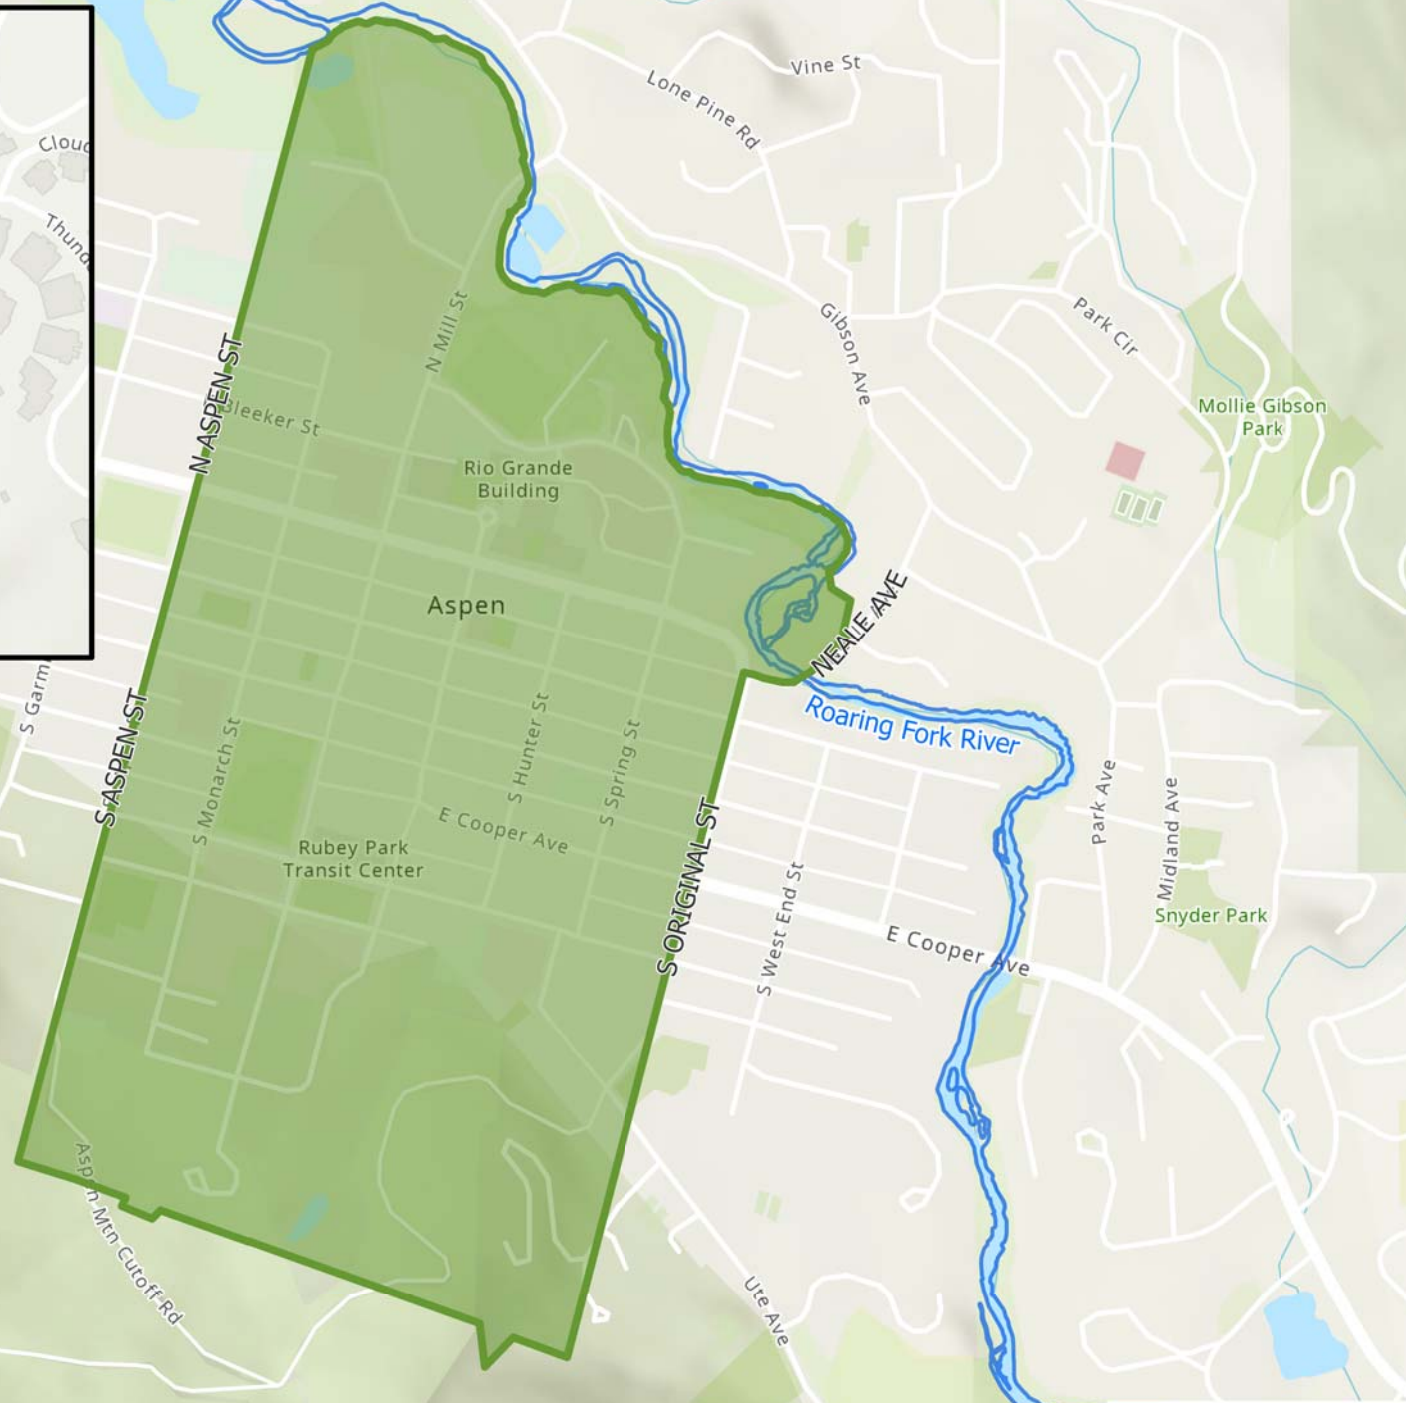 Vine St
Lone Pine Rd
Cloud
Thund
N Mill St
Gibson Ave
Park Cir
N ASPEN ST
Bleeker St
Mollie Gibson
Park
Rio Grande
Building
Aspen
NEALE AVE
S Garm
S ASPEN ST
S Monarch St
S Hunter St
S Spring St
Roaring Fork River
E Cooper Ave
Rubey Park
Transit Center
S ORIGINAL ST
S West End St
Park Ave
Midland Ave
Snyder Park
E Cooper Ave
Aspen Mtn Cutoff Rd
Ute Ave